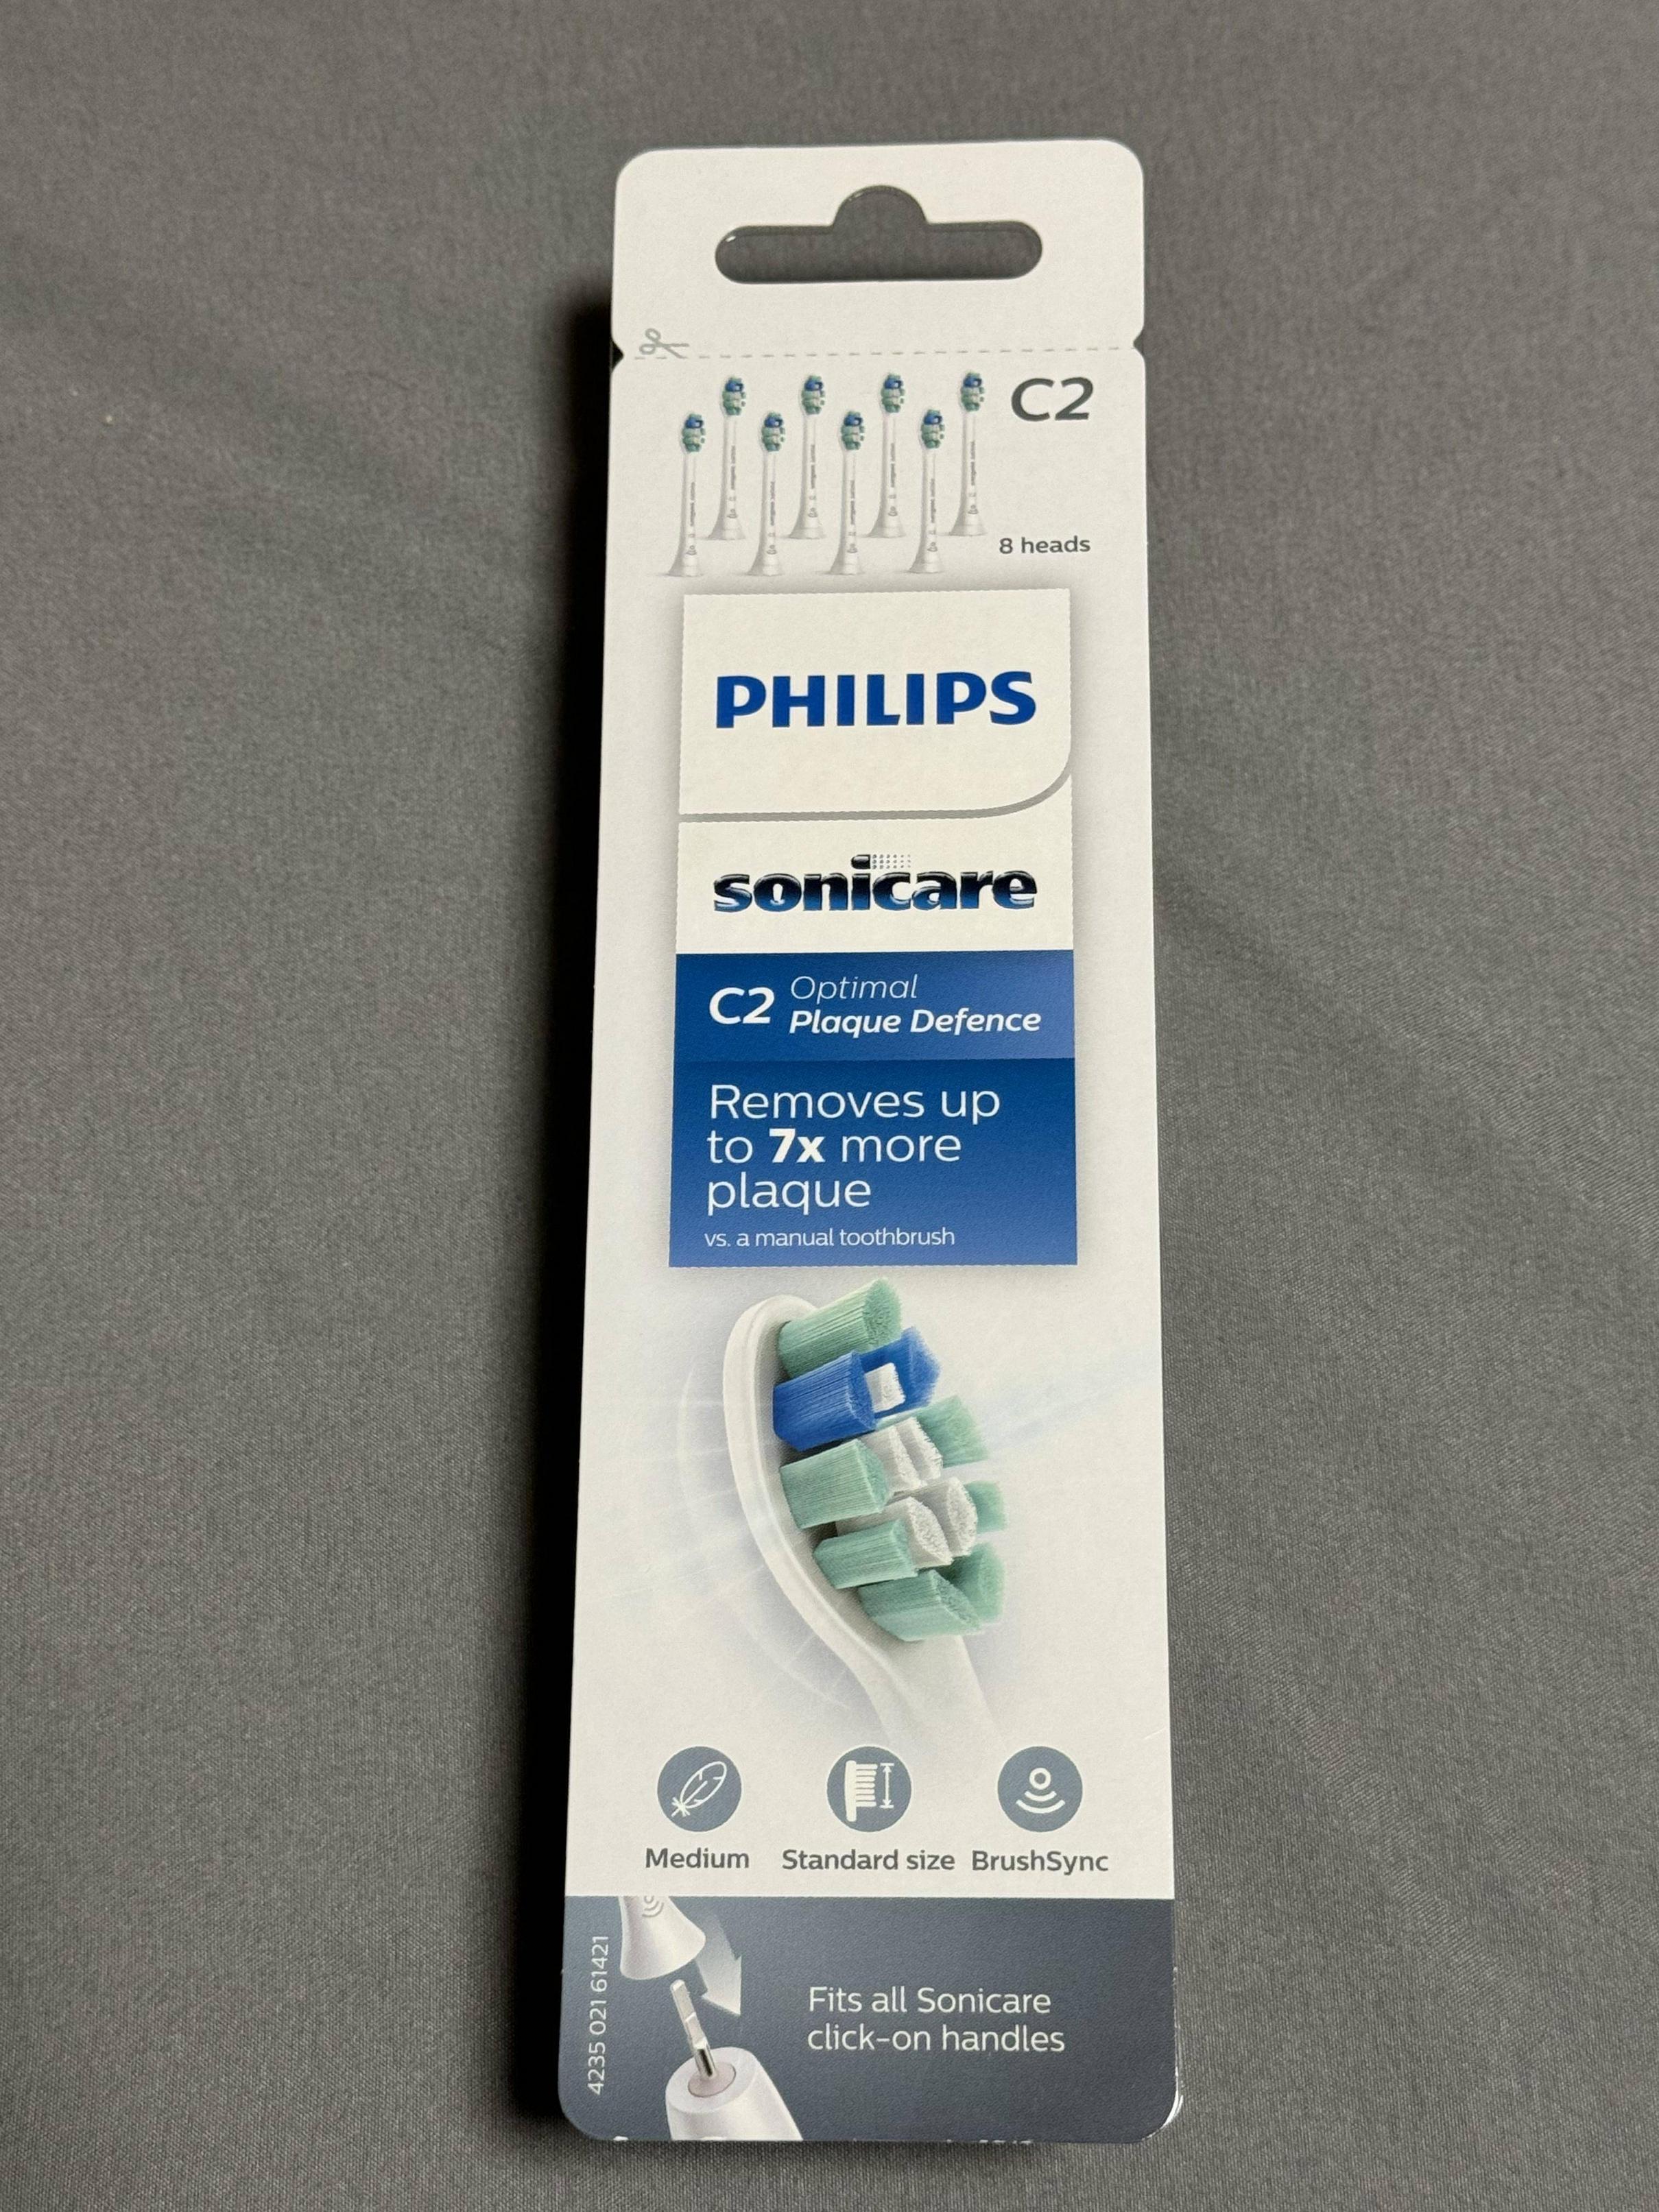 C2
8 heads
PHILIPS
sonicare
C2 Optimal
Plaque Defence
Removes up
to 7x more
plaque
vs. a manual toothbrush
Medium
Standard size
BrushSync
4235 021 61421
Fits all Sonicare
click-on handles